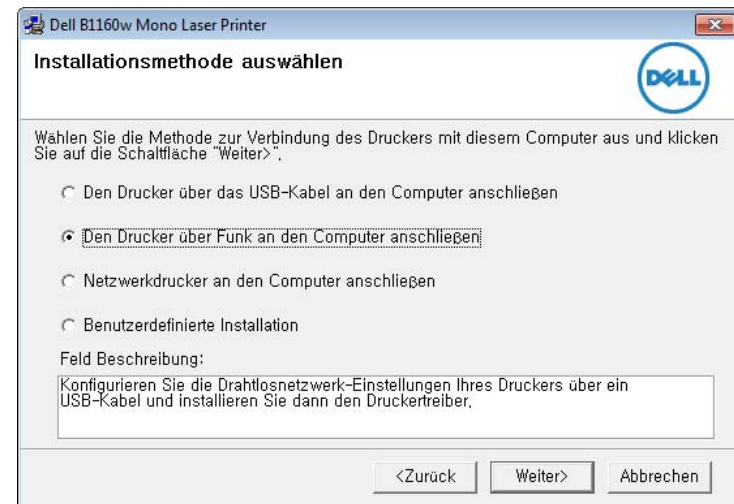 Dell B1160w Mono Laser Printer
Installationsmethode auswählen
DELL
Wählen Sie die Methode zur Verbindung des Druckers mit diesem Computer aus und klicken
Sie auf die Schaltfläche "Weiter>".
Den Drucker über das USB-Kabel an den Computer anschließen
Den Drucker über Funk an den Computer anschließen
Netzwerkdrucker an den Computer anschließen
Benutzerdefinierte Installation
Feld Beschreibung:
Konfigurieren Sie die Drahtlosnetzwerk-Einstellungen Ihres Druckers über ein
USB-Kabel und installieren Sie dann den Druckertreiber.
<Zurück
Weiter>
Abbrechen